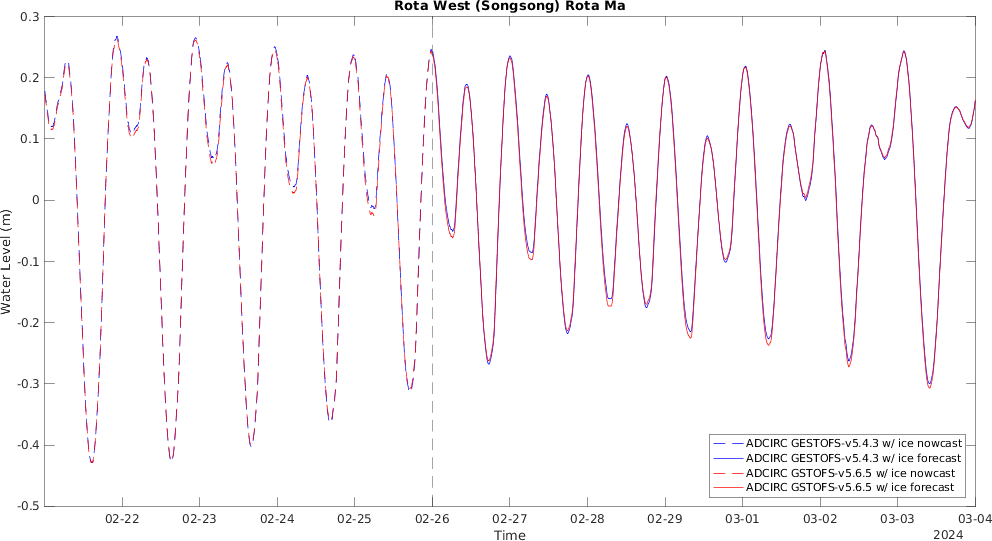 Rota West (Songsong) Rota Ma
0.3
0.2
0.1
0
-0.1
-0.2
-0.3
-0.4
-0.5
Water Level (m)
ADCIRC GESTOFS-v5.4.3 w/ ice nowcast
ADCIRC GESTOFS-v5.4.3 w/ ice forecast
ADCIRC GSTOFS-v5.6.5 w/ ice nowcast
ADCIRC GSTOFS-v5.6.5 w/ ice forecast
02-22 02-23 02-24 02-25 02-26 02-27 02-28 02-29 03-01 03-02 03-03 03-04
Time
2024